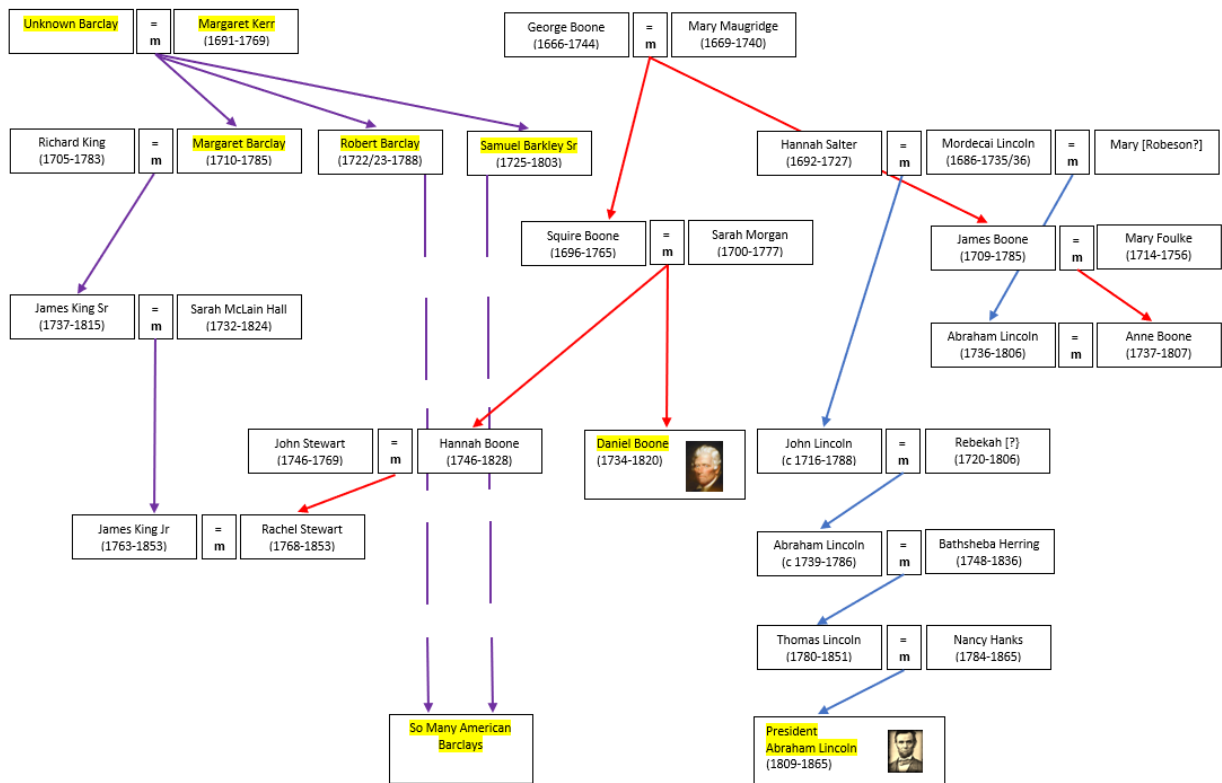 Unknown Barclay
=
m
Margaret Kerr
(1691-1769)
George Boone
(1666-1744)
=
m
Mary Maugridge
(1669-1740)
Richard King
(1705-1783)
=
m
Margaret Barclay
(1710-1785)
Robert Barclay
(1722/23-1788)
Samuel Barkley Sr
(1725-1803)
Hannah Salter
(1692-1727)
=
m
Mordecai Lincoln
(1686-1735/36)
=
m
Mary [Robeson?]
Squire Boone
(1696-1765)
=
m
Sarah Morgan
(1700-1777)
James Boone
(1709-1785)
=
m
Mary Foulke
(1714-1756)
James King Sr
(1737-1815)
=
m
Sarah McLain Hall
(1732-1824)
Abraham Lincoln
(1736-1806)
=
m
Anne Boone
(1737-1807)
John Stewart
(1746-1769)
=
m
Hannah Boone
(1746-1828)
Daniel Boone
(1734-1820)
John Lincoln
(c 1716-1788)
=
m
Rebekah [?}
(1720-1806)
James King Jr
(1763-1853)
=
m
Rachel Stewart
(1768-1853)
Abraham Lincoln
(c 1739-1786)
=
m
Bathsheba Herring
(1748-1836)
Thomas Lincoln
(1780-1851)
=
m
Nancy Hanks
(1784-1865)
So Many American
Barclays
President
Abraham Lincoln
(1809-1865)